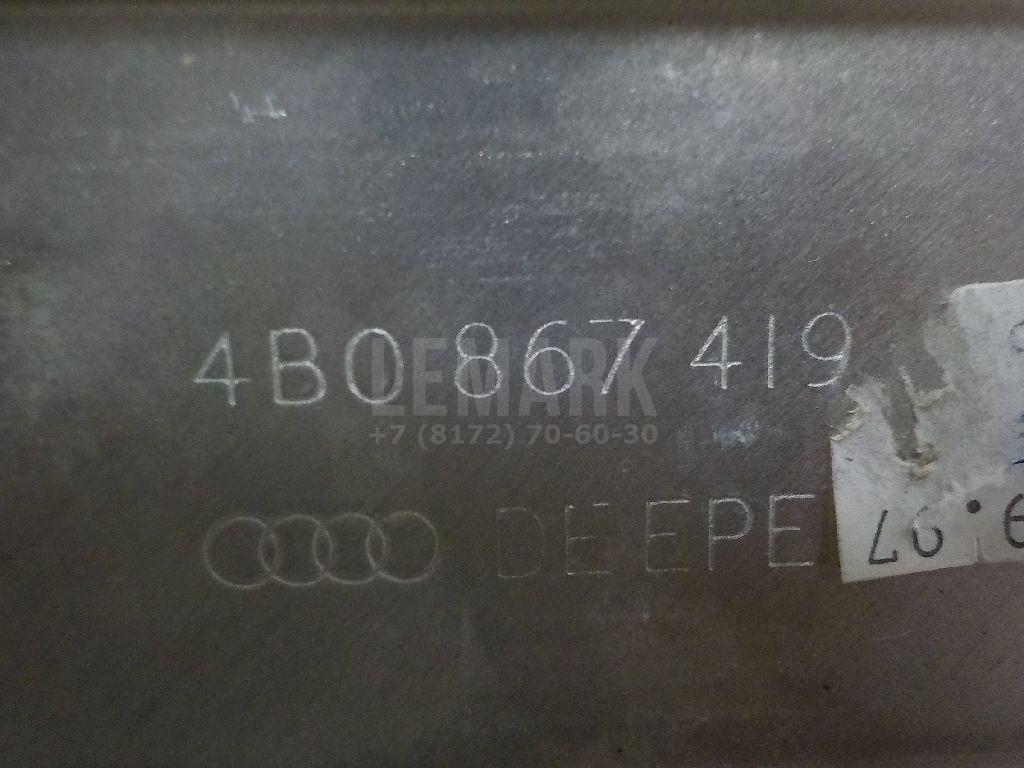 4B0 867 419
LEMARK
+7 (8172) 70-60-30
DE EPE